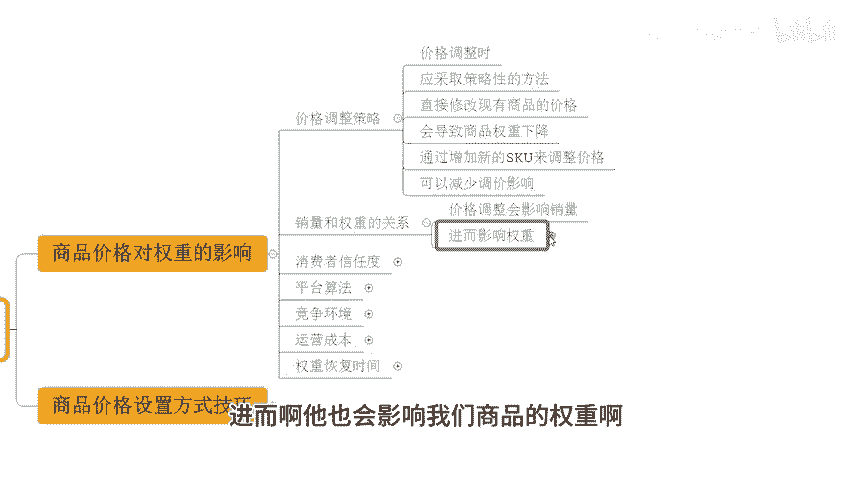 价格调整时
应采取策略性的方法
直接修改现有商品的价格
会导致商品权重下降
通过增加新的SKU来调整价格
可以减少调价影响
价格调整策略
价格调整会影响销量
进而影响权重
销量和权重的关系
商品价格对权重的影响
消费者信任度
平台算法
竞争环境
运营成本
权重恢复时间
商品价格设置方式技巧
进而啊他也会影响我们商品的权重啊